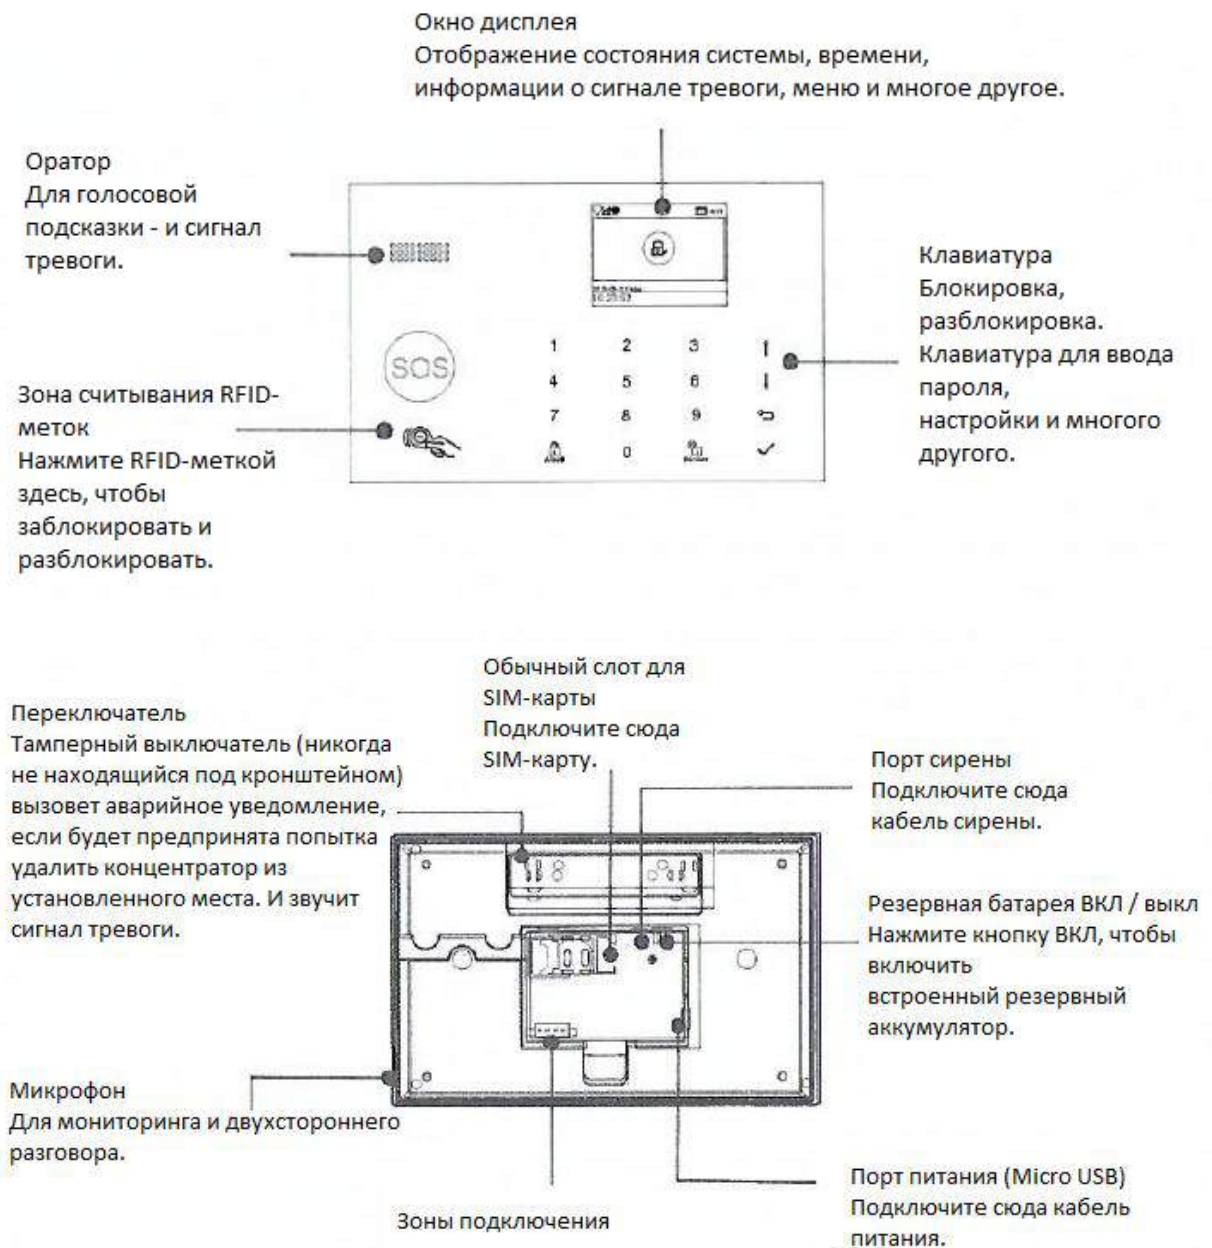 Окно дисплея
Отображение состояния системы, времени,
информации о сигнале тревоги, меню и многое другое.
Оратор
Для голосовой
подсказки - и сигнал
тревоги.
Клавиатура
Блокировка,
разблокировка.
Клавиатура для ввода
пароля,
настройки и многого
другого.
SOS
1 2 3
4 5 6
7 8 9
0
Зона считывания RFID-
меток
Нажмите RFID-меткой
здесь, чтобы
заблокировать и
разблокировать.
Обычный слот для
SIM-карты
Подключите сюда
SIM-карту.
Переключатель
Тамперный выключатель (никогда
не находящийся под кронштейном)
вызовет аварийное уведомление,
если будет предпринята попытка
удалить концентратор из
установленного места. И звучит
сигнал тревоги.
Порт сирены
Подключите сюда
кабель сирены.
Резервная батарея ВКЛ / выкл
Нажмите кнопку ВКЛ, чтобы
включить
встроенный резервный
аккумулятор.
Микрофон
Для мониторинга и двухстороннего
разговора.
Зоны подключения
Порт питания (Micro USB)
Подключите сюда кабель
питания.